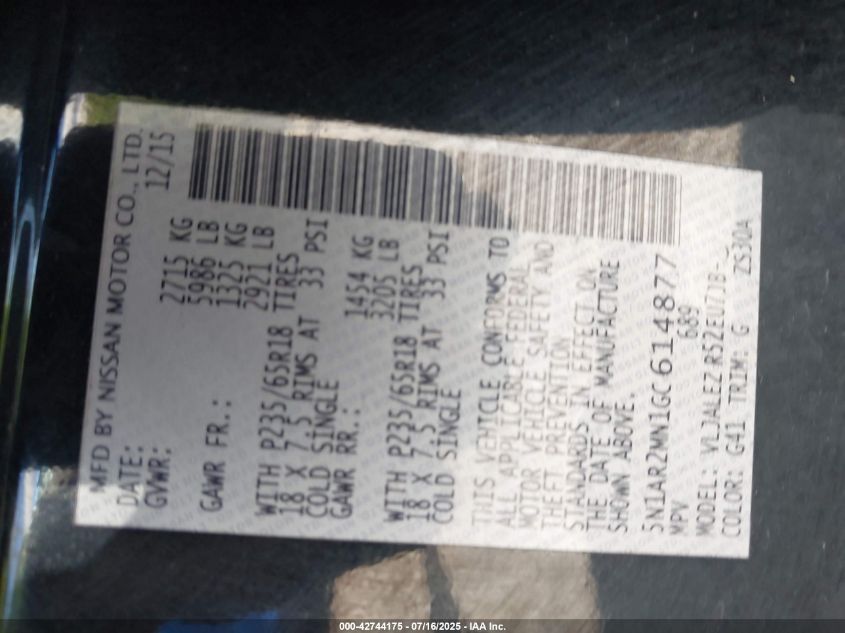 MFD BY NISSAN MOTOR CO., LTD.
DATE: 12/15
GVWR: 2715 KG
5986 LB
GAWR FR.: 1325 KG
2921 LB
WITH P235/65R18 TIRES
18 X 7.5 RIMS AT 33 PSI
COLD SINGLE
GAWR RR.: 1454 KG
3205 LB
WITH P235/65R18 TIRES
18 X 7.5 RIMS AT 33 PSI
COLD SINGLE
THIS VEHICLE CONFORMS TO
ALL APPLICABLE FEDERAL
MOTOR VEHICLE SAFETY AND
THEFT PREVENTION
STANDARDS IN EFFECT ON
THE DATE OF MANUFACTURE
SHOWN ABOVE.
5N1AR2MN1GC614877
MPV 689
MODEL: VLJALEZ R52EU71B-
COLOR: G41 TRIM: G ZS30A
000-42744175 - 07/16/2025 - IAA Inc.